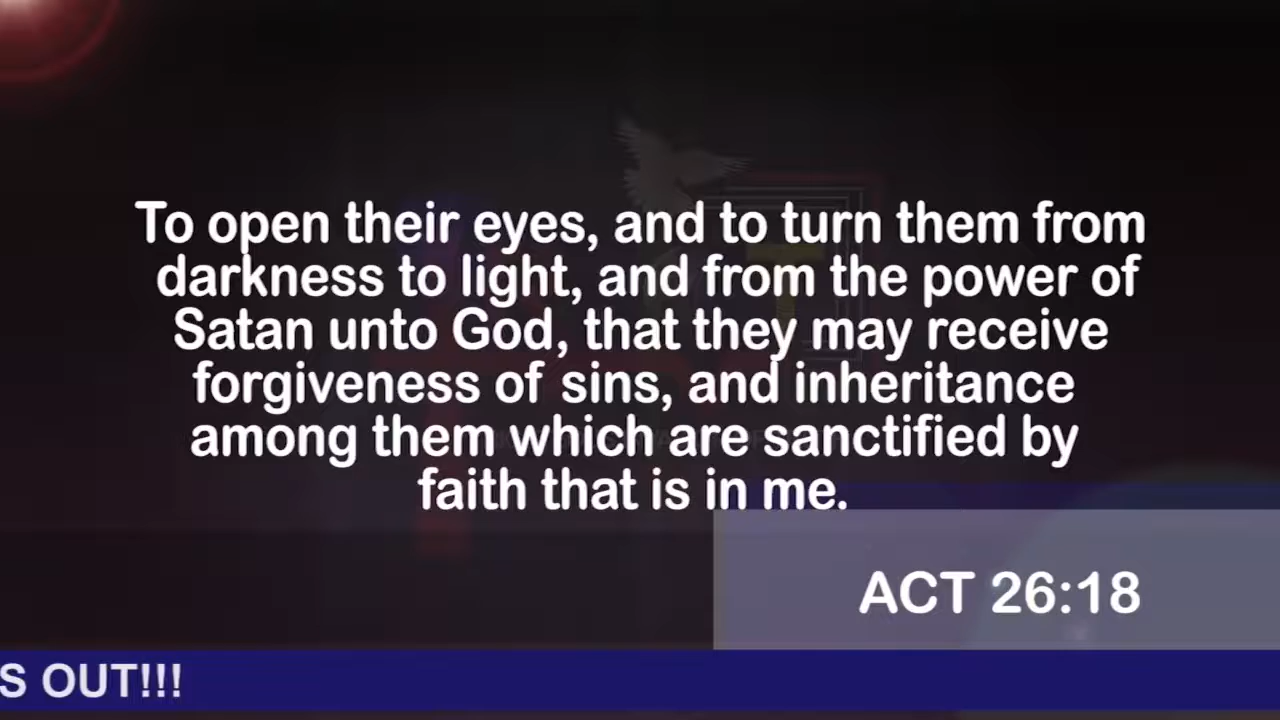 To open their eyes, and to turn them from
darkness to light, and from the power of
Satan unto God, that they may receive
forgiveness of sins, and inheritance
among them which are sanctified by
faith that is in me.
ACT 26:18
S OUT!!!